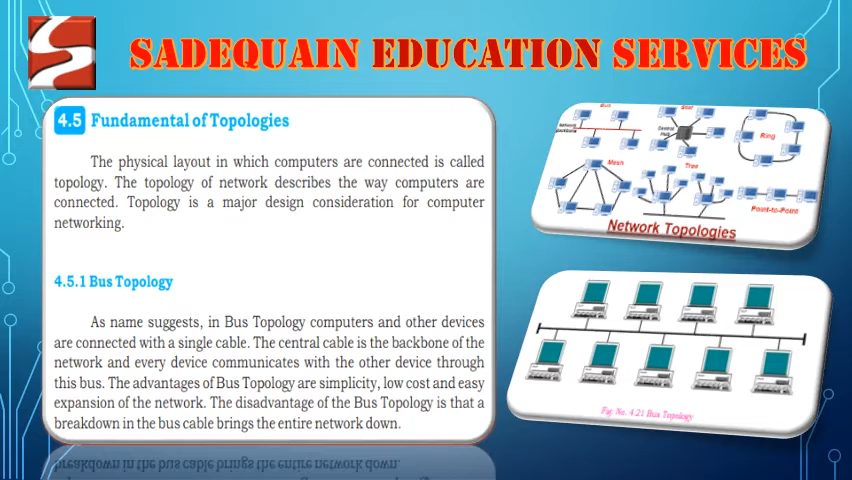 SADEQUAIN EDUCATION SERVICES
4.5 Fundamental of Topologies
The physical layout in which computers are connected is called
topology. The topology of network describes the way computers are
connected. Topology is a major design consideration for computer
networking.
4.5.1 Bus Topology
As name suggests, in Bus Topology computers and other devices
are connected with a single cable. The central cable is the backbone of the
network and every device communicates with the other device through
this bus. The advantages of Bus Topology are simplicity, low cost and easy
expansion of the network. The disadvantage of the Bus Topology is that a
breakdown in the bus cable brings the entire network down.
Bus
Star
Network
Backbone
Central
Hub
Ring
Mesh
Tree
Point-to-Point
Network Topologies
Fig. No. 4.21 Bus Topology